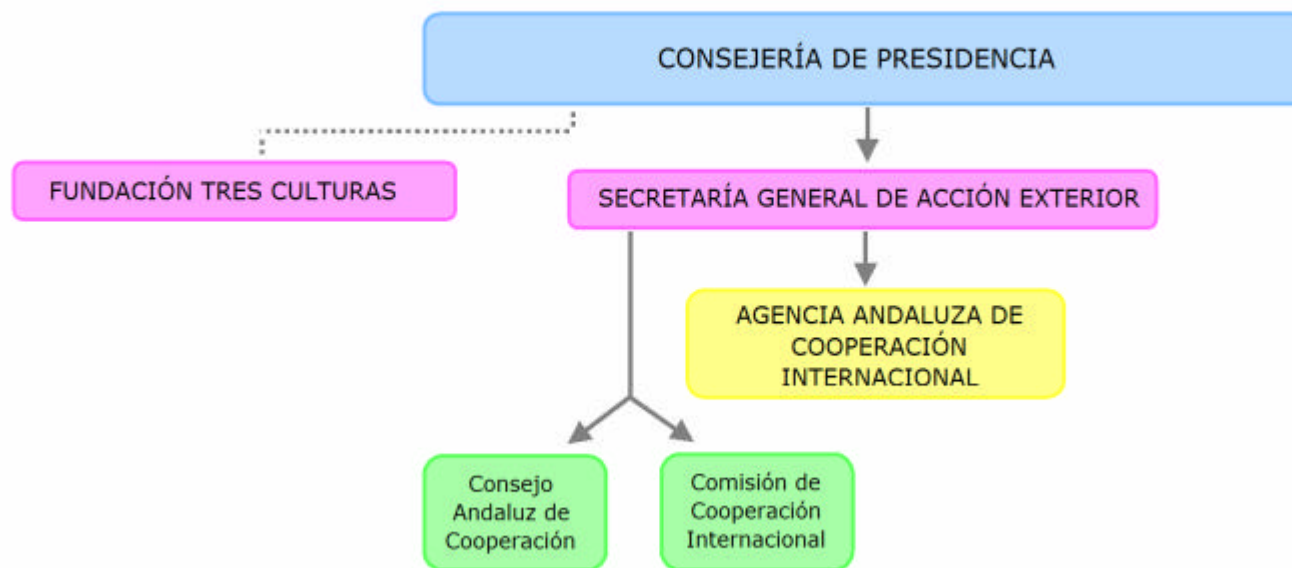 CONSEJERÍA DE PRESIDENCIA
FUNDACIÓN TRES CULTURAS
SECRETARÍA GENERAL DE ACCIÓN EXTERIOR
AGENCIA ANDALUZA DE
COOPERACIÓN
INTERNACIONAL
Consejo
Andaluz de
Cooperación
Comisión de
Cooperación
Internacional